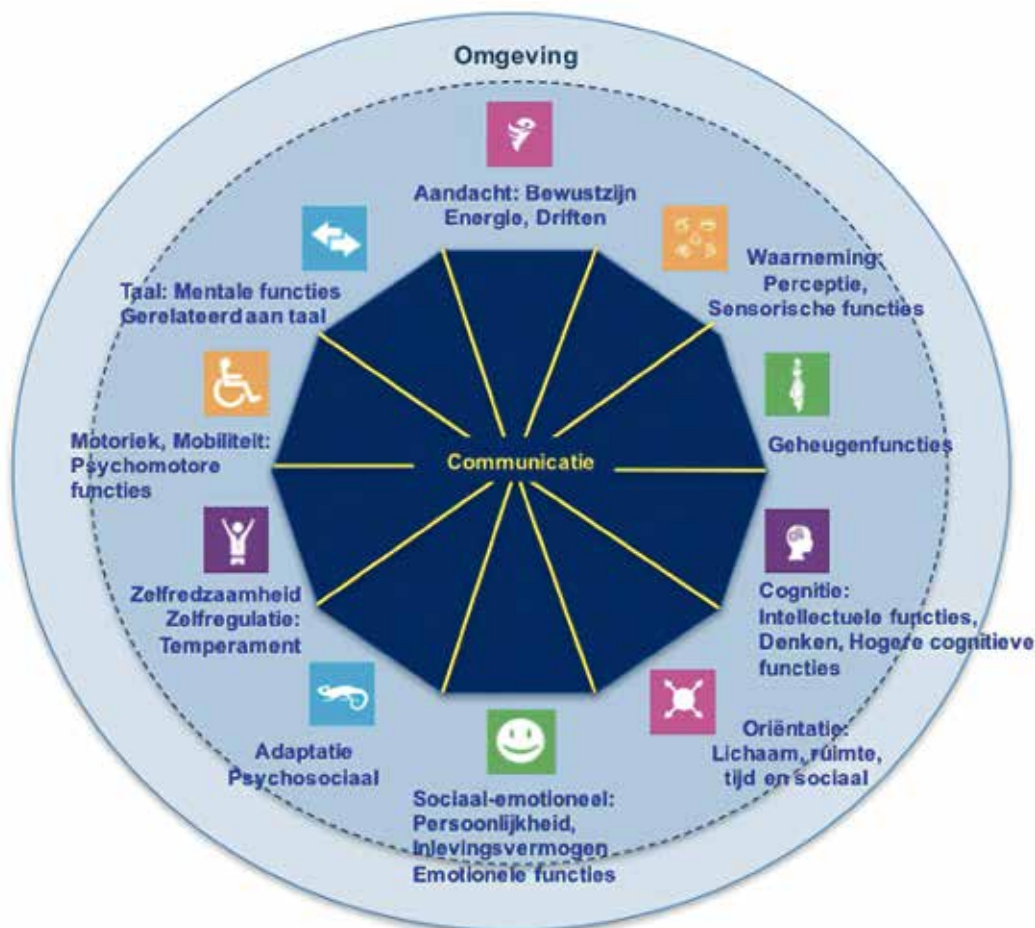 Omgeving
Aandacht: Bewustzijn
Energie, Driften
Waarneming:
Perceptie,
Sensorische functies
Geheugenfuncties
Cognitie:
Intellectuele functies,
Denken, Hogere cognitieve
functies
Oriëntatie:
Lichaam, rúimte,
tijd en sociaal
Sociaal-emotioneel:
Persoonlijkheid,
Inlevingsvermogen
Emotionele functies
Adaptatie
Psychosociaal
Zelfredzaamheid
Zelfregulatie:
Temperament
Motoriek, Mobiliteit:
Psychomotore
functies
Taal: Mentale functies
Gerelateerd aan taal
Communicatie